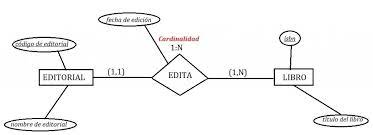 fecha de edición
Cardinalidad
1:N
código de editorial
isbn
EDITORIAL
(1,1)
EDITA
(1,N)
LIBRO
nombre de editorial
título del libro